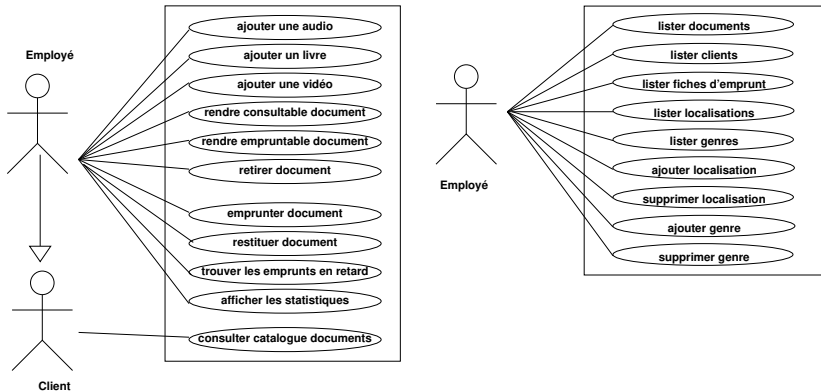 Employé
ajouter une audio
ajouter un livre
ajouter une vidéo
rendre consultable document
rendre empruntable document
retirer document
emprunter document
restituer document
trouver les emprunts en retard
afficher les statistiques
consulter catalogue documents
Client
lister documents
lister clients
lister fiches d'emprunt
lister localisations
lister genres
ajouter localisation
supprimer localisation
ajouter genre
supprimer genre
Employé